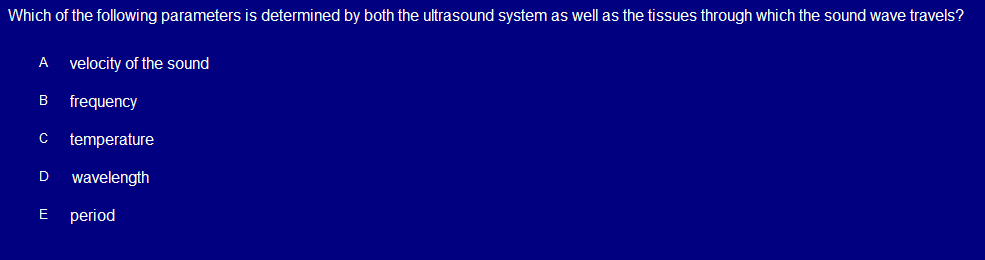 Which of the following parameters is determined by both the ultrasound system as well as the tissues through which the sound wave travels?
A velocity of the sound
B frequency
C temperature
D wavelength
E period